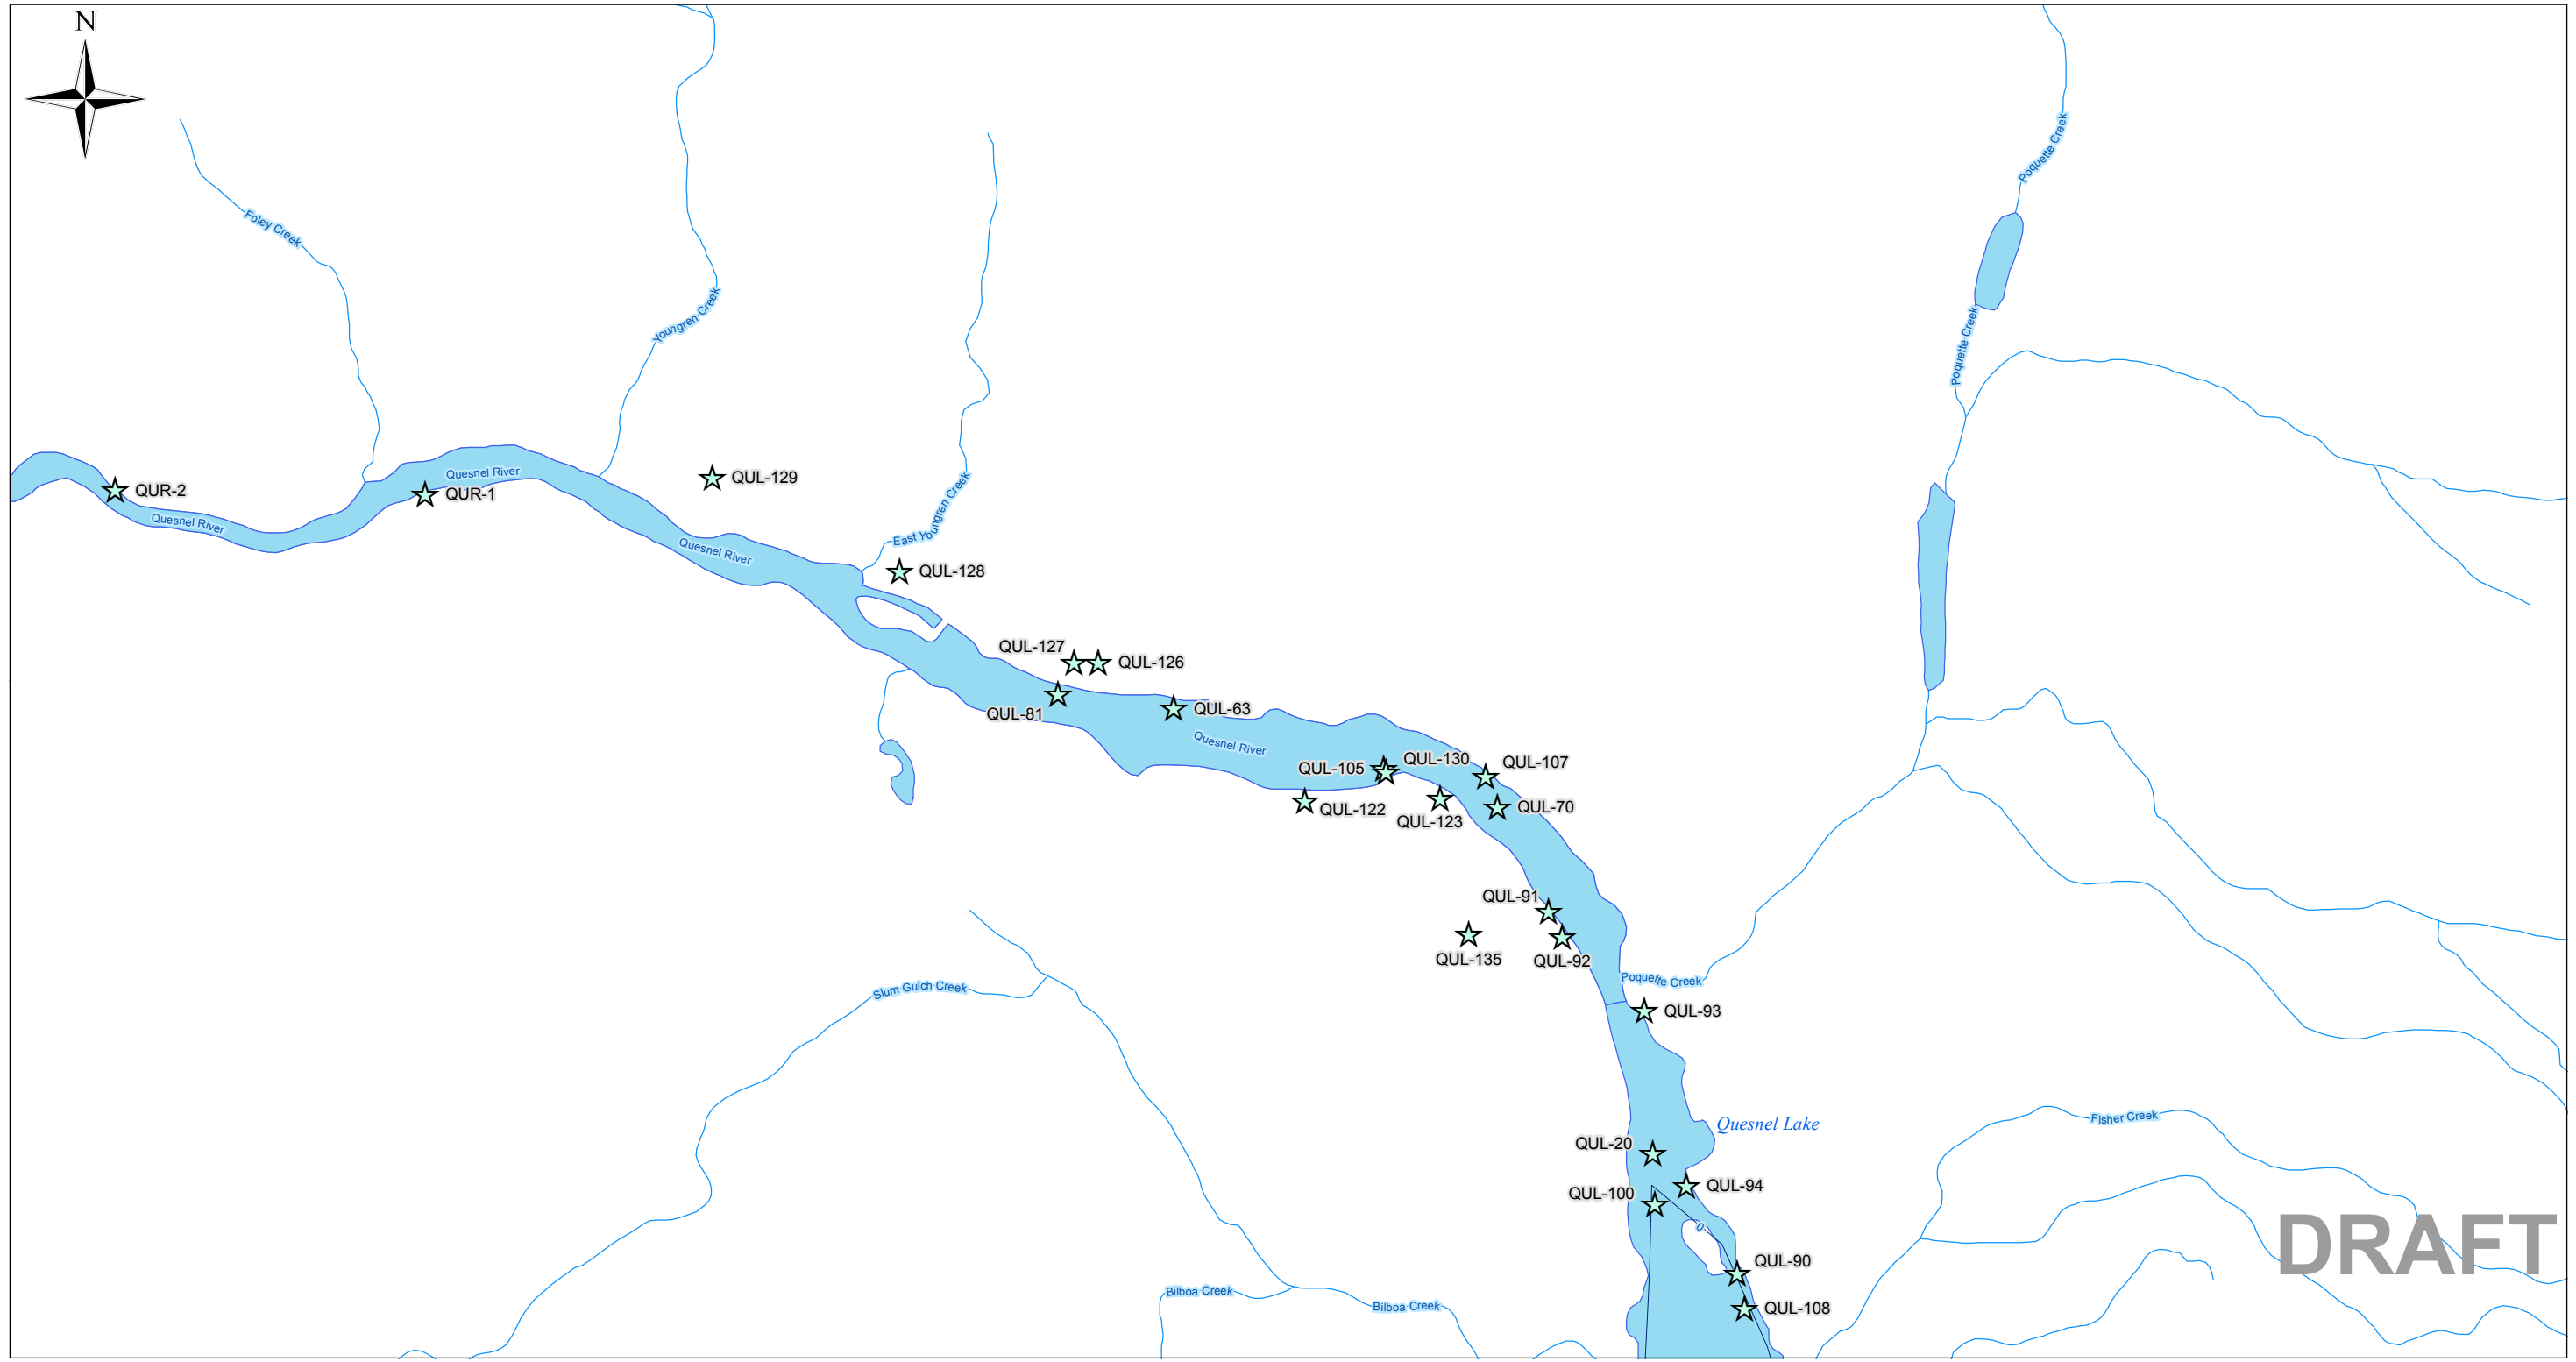 N
Poquette Creek
Foley Creek
Youngren Creek
Poquette Creek
Quesnel River
QUR-2
QUR-1
QUL-129
Quesnel River
Quesnel River
East Youngren Creek
QUL-128
QUL-127
QUL-126
QUL-81
QUL-63
Quesnel River
QUL-105
QUL-130
QUL-107
QUL-122
QUL-123
QUL-70
QUL-91
QUL-135
QUL-92
Poquette Creek
Slum Gulch Creek
QUL-93
Quesnel Lake
Fisher Creek
QUL-20
QUL-94
QUL-100
0
DRAFT
QUL-90
Bilboa Creek
Bilboa Creek
QUL-108